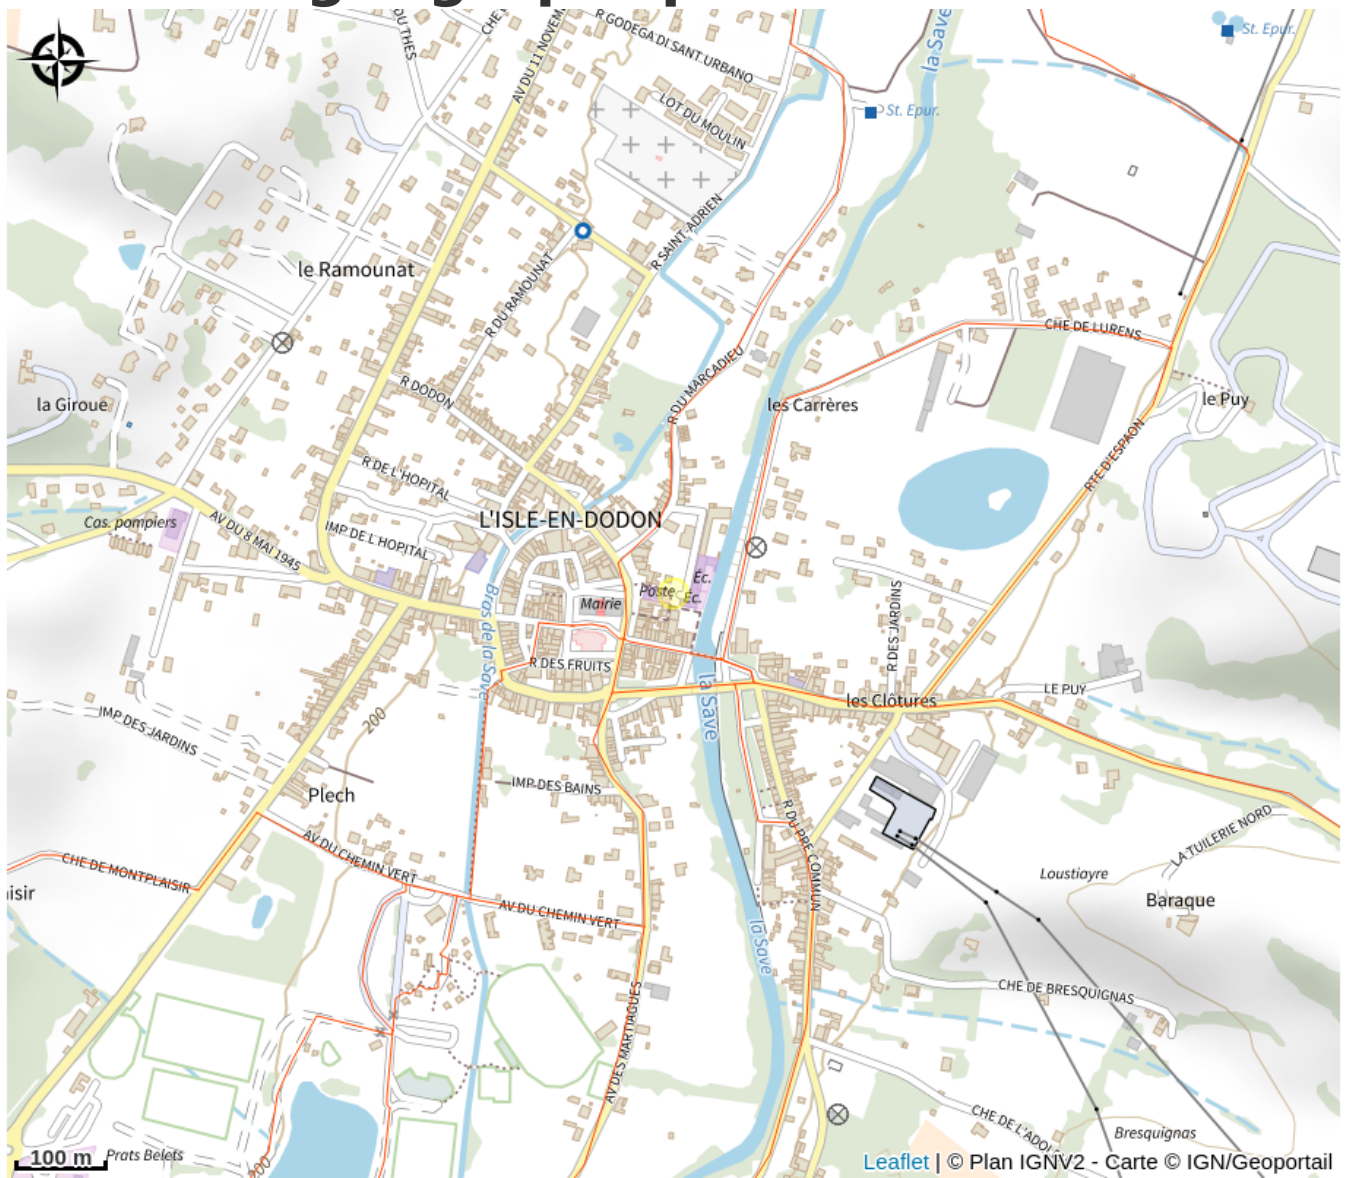 R GODEGA DI SANT URBANO
la Save
St. Epur.
AV DU 11 NOVEM
DU THES
CHE
LOT DU MOULIN
St. Epur.
R SAINT-ADRIEN
le Ramounat
R DU RAMOUNAT
CHE DE LURENS
R DU MARCADIEU
R DODON
la Giroue
les Carrères
le Puy
RTE D'ESPAON
R DE L'HOPITAL
L'ISLE-EN-DODON
Cas. pompiers
AV DU 8 MAI 1945
IMP DE L'HOPITAL
Éc.
Poste
Éc.
Mairie
Bras de la Save
R DES JARDINS
R DES FRUITS
la Save
les Clôtures
LE PUY
IMP DES JARDINS
200
IMP DES BAINS
Plech
R DU PRE COMMUN
LA TUILERIE NORD
AV DU CHEMIN VERT
CHE DE MONTPLAISIR
Loustiayre
aisir
Baraque
AV DU CHEMIN VERT
la Save
CHE DE BRESQUIGNAS
AV DES MARTIAGUES
CHE DE L'ADOU
Bresquignas
Prats Belets
100 m
200
Leaflet | © Plan IGNV2 - Carte © IGN/Geoportail